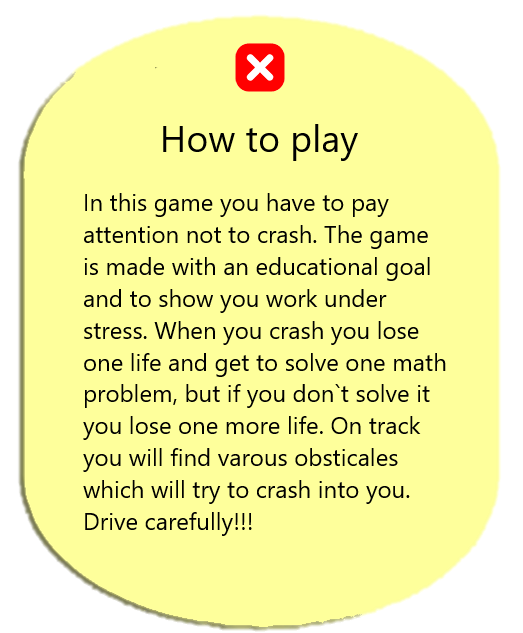 How to play
In this game you have to pay
attention not to crash. The game
is made with an educational goal
and to show you work under
stress. When you crash you lose
one life and get to solve one math
problem, but if you don`t solve it
you lose one more life. On track
you will find varous obsticales
which will try to crash into you.
Drive carefully!!!